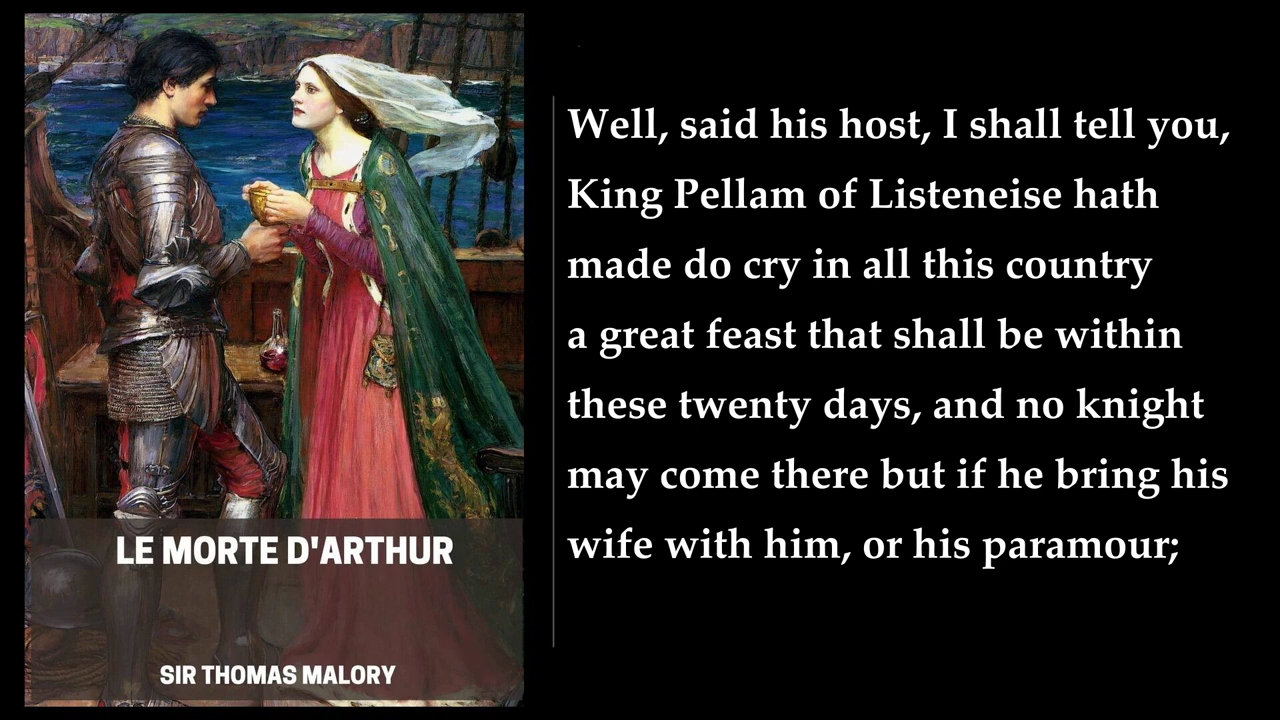 LE MORTE D'ARTHUR
SIR THOMAS MALORY
Well, said his host, I shall tell you,
King Pellam of Listeneise hath
made do cry in all this country
a great feast that shall be within
these twenty days, and no knight
may come there but if he bring his
wife with him, or his paramour;